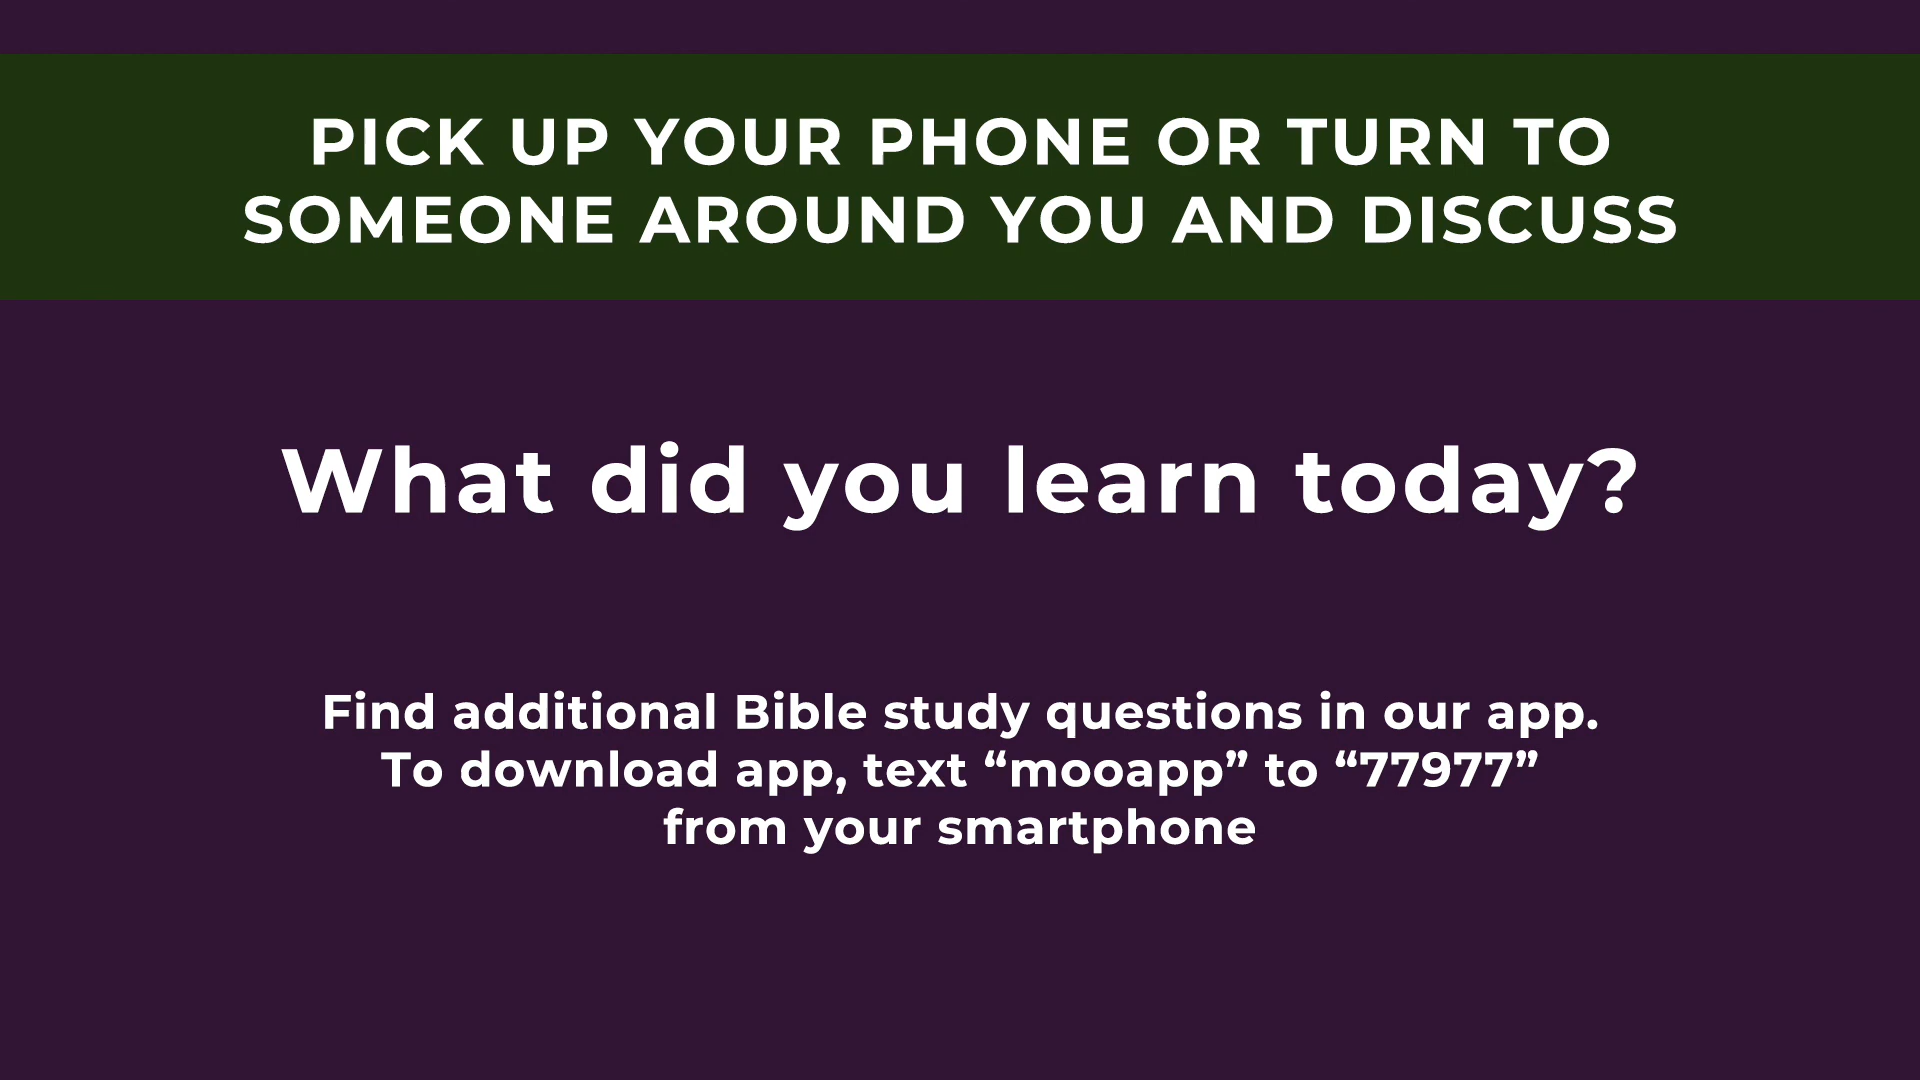 PICK UP YOUR PHONE OR TURN TO
SOMEONE AROUND YOU AND DISCUSS
What did you learn today?
Find additional Bible study questions in our app.
To download app, text “mooapp” to “77977”
from your smartphone